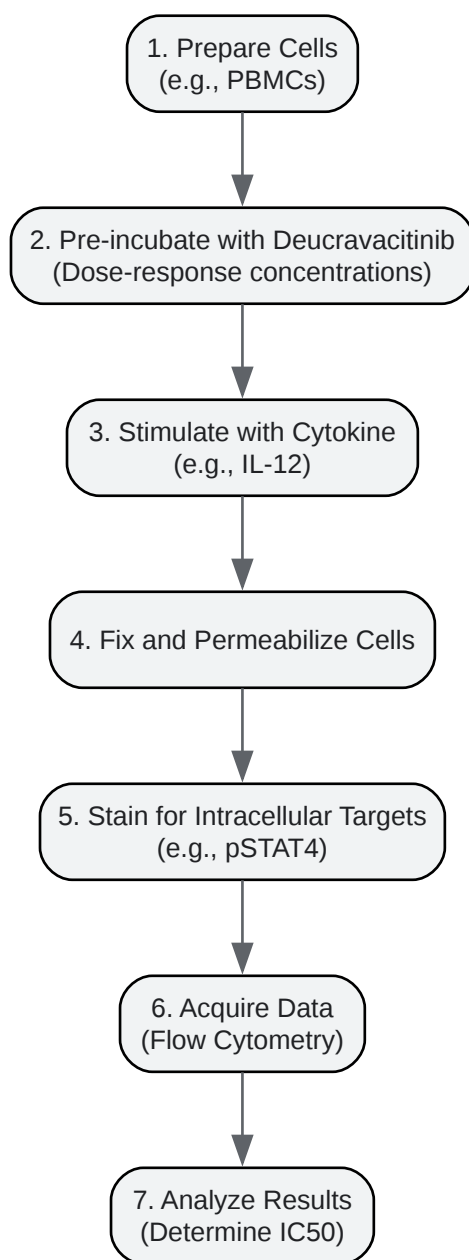 1. Prepare Cells
(e.g., PBMCs)
2. Pre-incubate with Deucravacitinib
(Dose-response concentrations)
3. Stimulate with Cytokine
(e.g., IL-12)
4. Fix and Permeabilize Cells
5. Stain for Intracellular Targets
(e.g., pSTAT4)
6. Acquire Data
(Flow Cytometry)
7. Analyze Results
(Determine IC50)